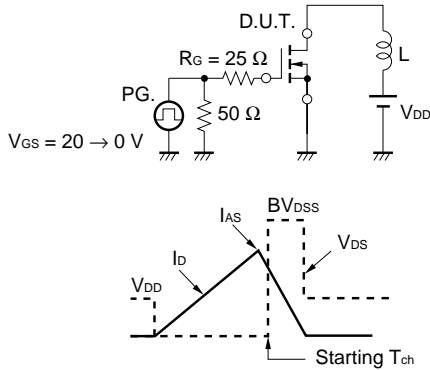 D.U.T.
RG = 25 Ω
L
PG.
50 Ω
VDD
VGS = 20 → 0 V
BVDSS
IAS
ID
VDS
VDD
Starting Tch